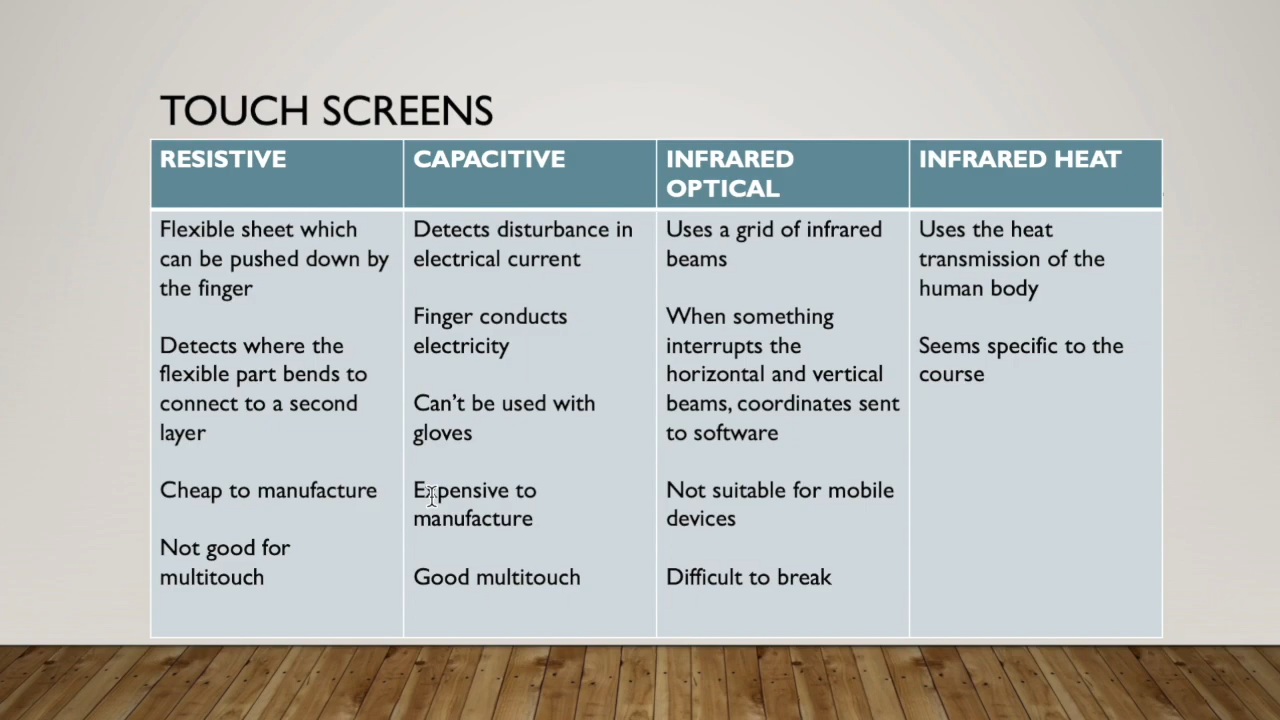 TOUCH SCREENS
RESISTIVE
Flexible sheet which
can be pushed down by
the finger
Detects where the
flexible part bends to
connect to a second
layer
Cheap to manufacture
Not good for
multitouch
CAPACITIVE
Detects disturbance in
electrical current
Finger conducts
electricity
Can't be used with
gloves
Expensive to
manufacture
Good multitouch
INFRARED
OPTICAL
Uses a grid of infrared
beams
When something
interrupts the
horizontal and vertical
beams, coordinates sent
to software
Not suitable for mobile
devices
Difficult to break
INFRARED HEAT
Uses the heat
transmission of the
human body
Seems specific to the
course